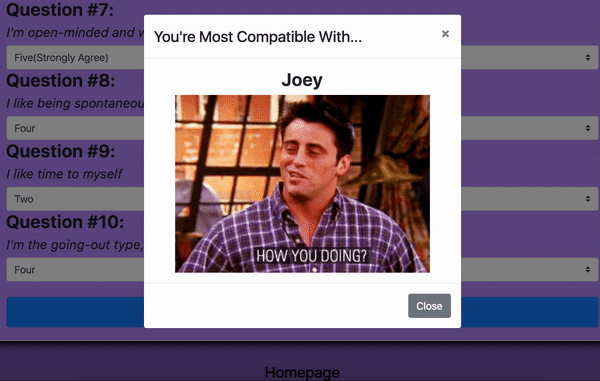 Question #7:
I'm open-minded and w
Five(Strongly Agree)
Question #8:
I like being spontaneou
Four
Question #9:
I like time to myself
Two
Question #10:
I'm the going-out type,
Four
You're Most Compatible With...
×
Joey
HOW YOU DOING?
Close
Homepage